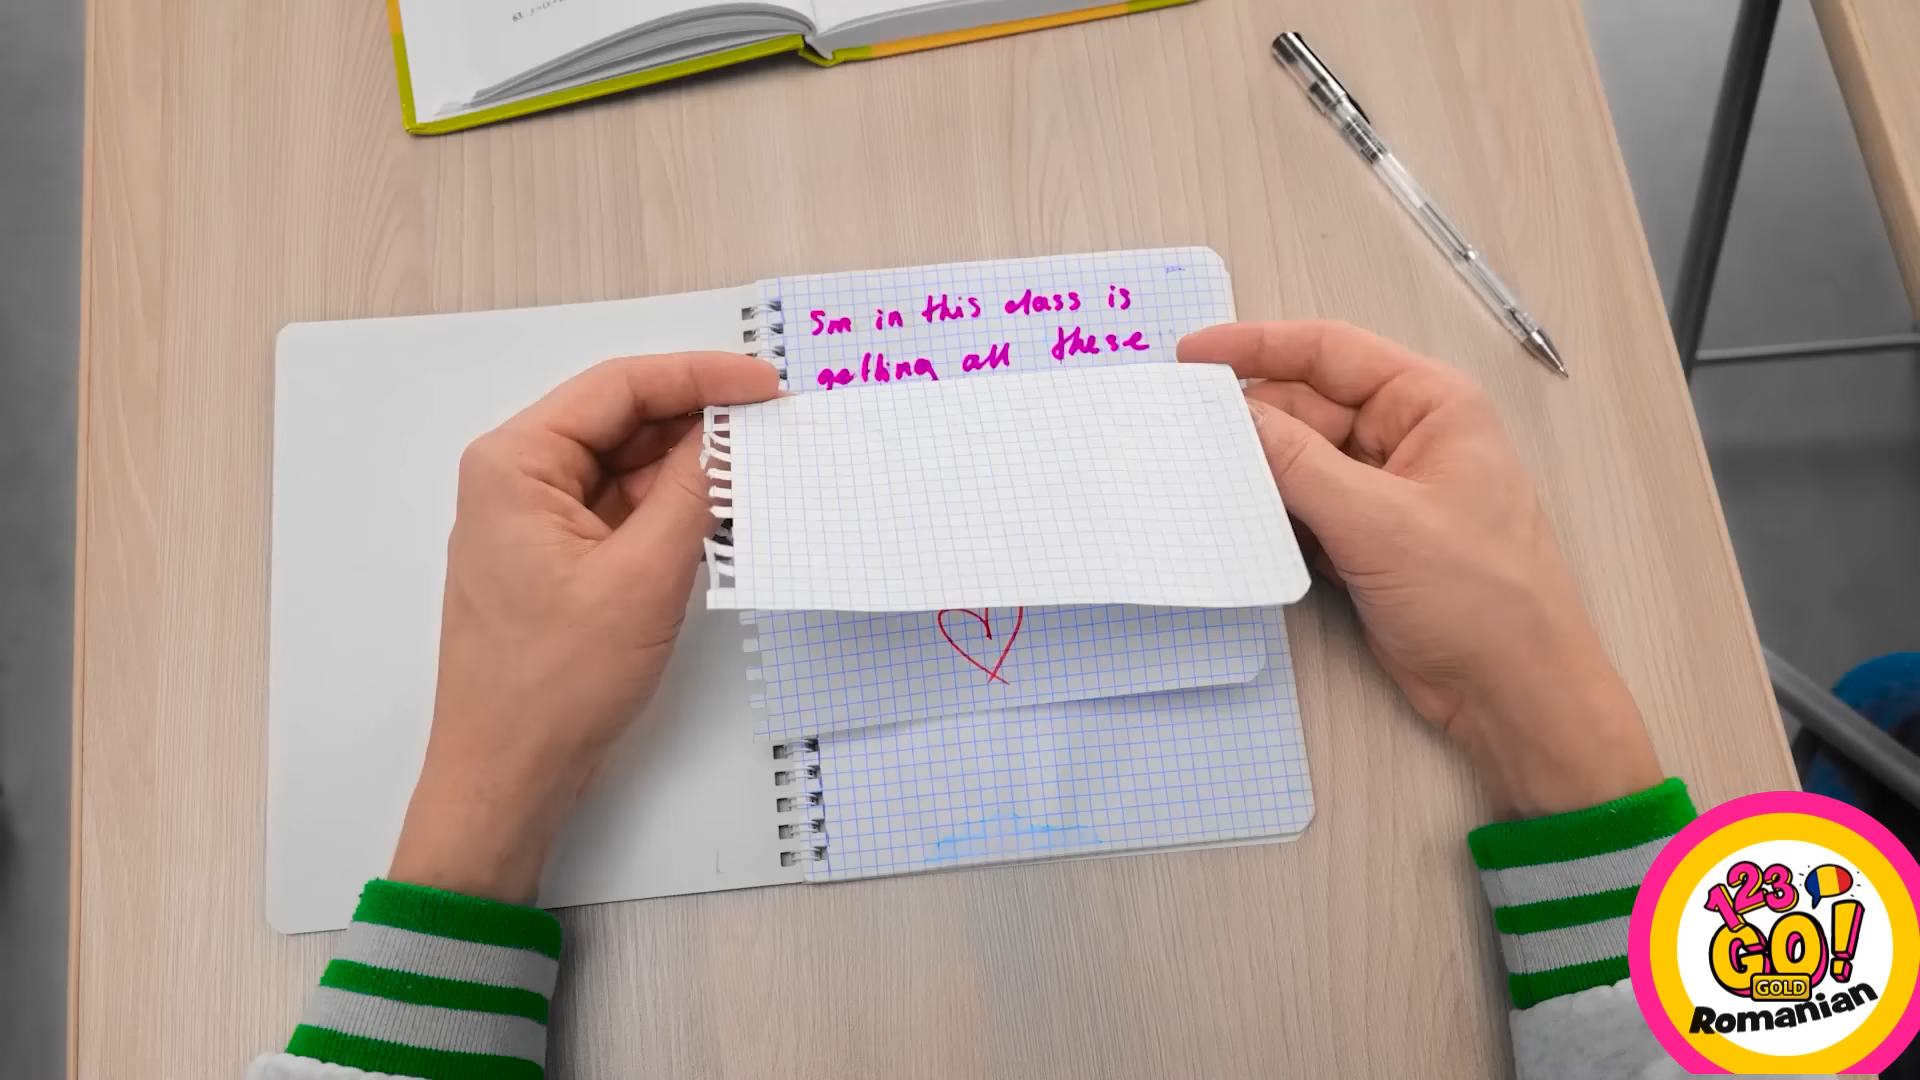 Sm in this class is
getting all these
123
GO!
GOLD
Romanian